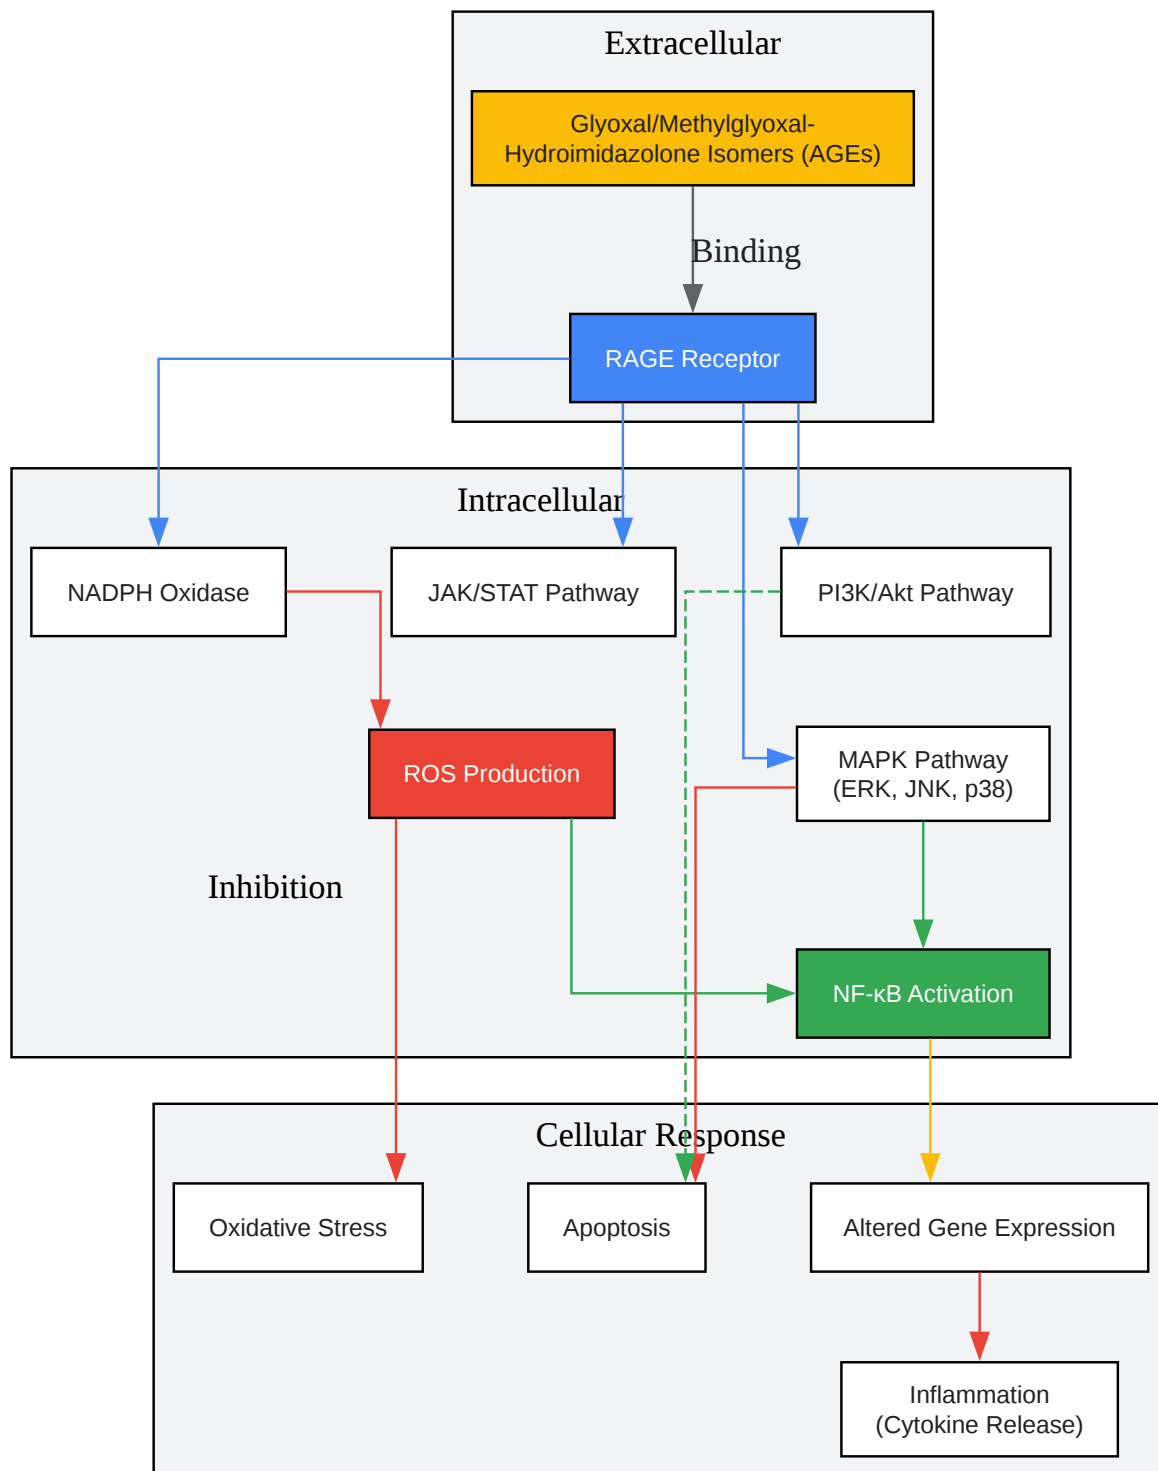 Extracellular
Glyoxal/Methylglyoxal-
Hydroimidazolone Isomers (AGEs)
Binding
RAGE Receptor
Intracellular
NADPH Oxidase
JAK/STAT Pathway
PI3K/Akt Pathway
ROS Production
MAPK Pathway
(ERK, JNK, p38)
Inhibition
NF-κB Activation
Cellular Response
Oxidative Stress
Apoptosis
Altered Gene Expression
Inflammation
(Cytokine Release)